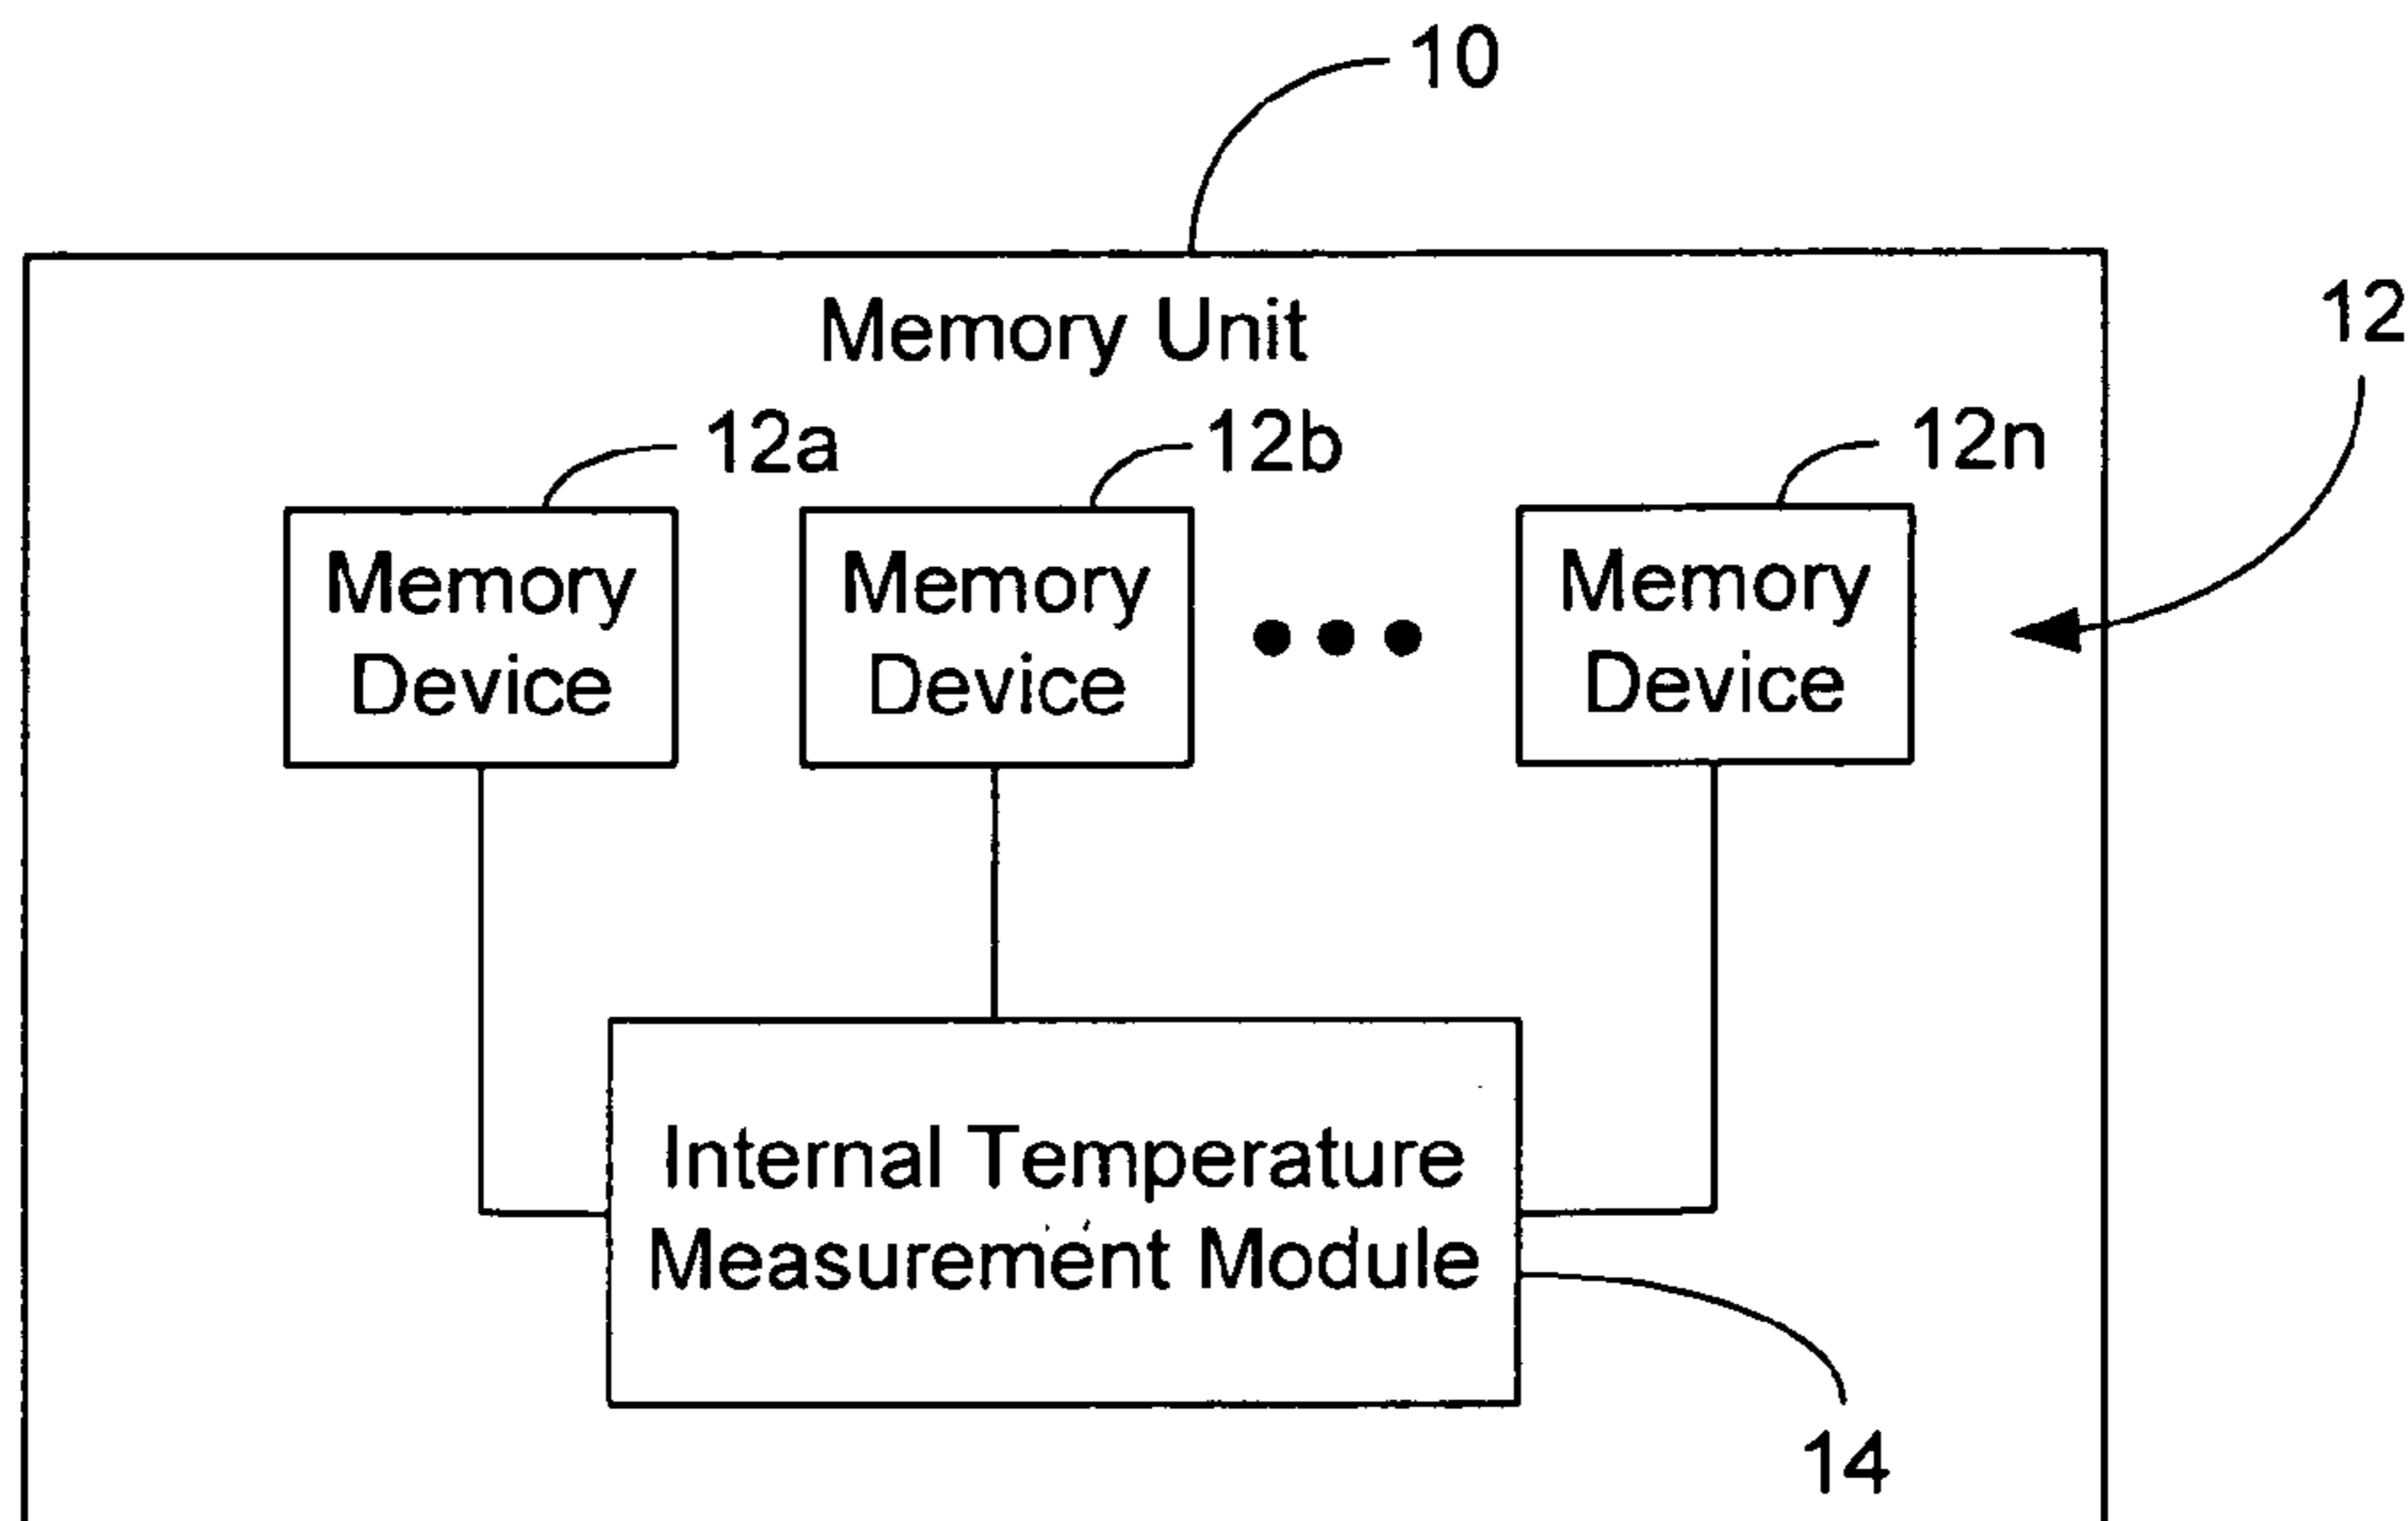 10
Memory Unit
12
12a
12b
12n
Memory
Device
Memory
Device
Memory
Device
Internal Temperature
Measurement Module
14